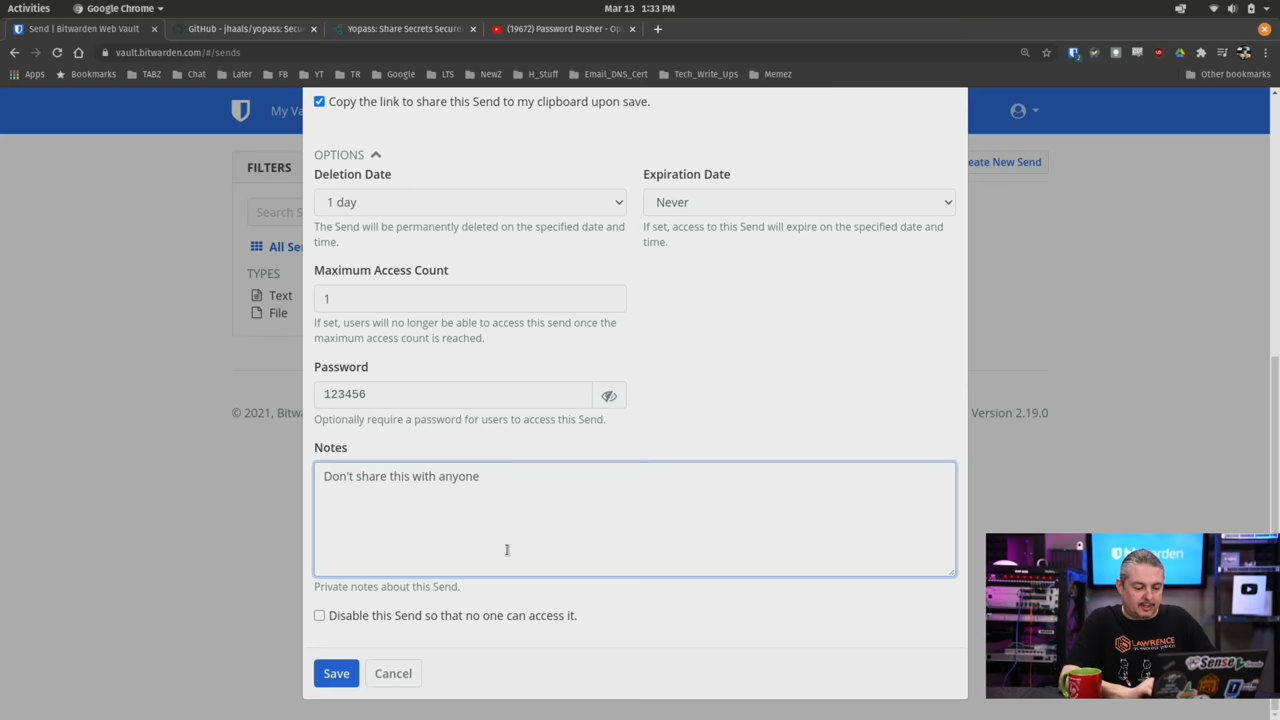 Activities
Google Chrome
Mar 13 1:33 PM
Send | Bitwarden Web Vault
GitHub - jhaals/yopass: Secu
Yopass: Share Secrets Secure
(19672) Password Pusher - Op
vault.bitwarden.com/#/sends
Apps
Bookmarks
TABZ
Chat
Later
FB
YT
TR
Google
LTS
NewZ
H_Stuff
Email_DNS_Cert
Tech_Write_Ups
Memez
Other bookmarks
My Va
Copy the link to share this Send to my clipboard upon save.
FILTERS
Search S
All Se
TYPES
Text
File
eate New Send
OPTIONS
Deletion Date
Expiration Date
1 day
Never
The Send will be permanently deleted on the specified date and
time.
If set, access to this Send will expire on the specified date and
time.
Maximum Access Count
1
If set, users will no longer be able to access this send once the
maximum access count is reached.
Password
123456
Optionally require a password for users to access this Send.
© 2021, Bitw
Version 2.19.0
Notes
Don't share this with anyone
Private notes about this Send.
Disable this Send so that no one can access it.
Save
Cancel
LAWRENCE